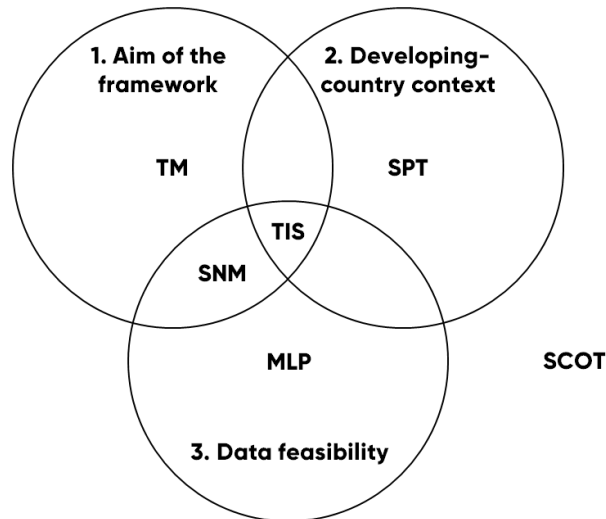 1. Aim of the
framework
2. Developing-
country context
TM
SPT
TIS
SNM
MLP
SCOT
3. Data feasibility